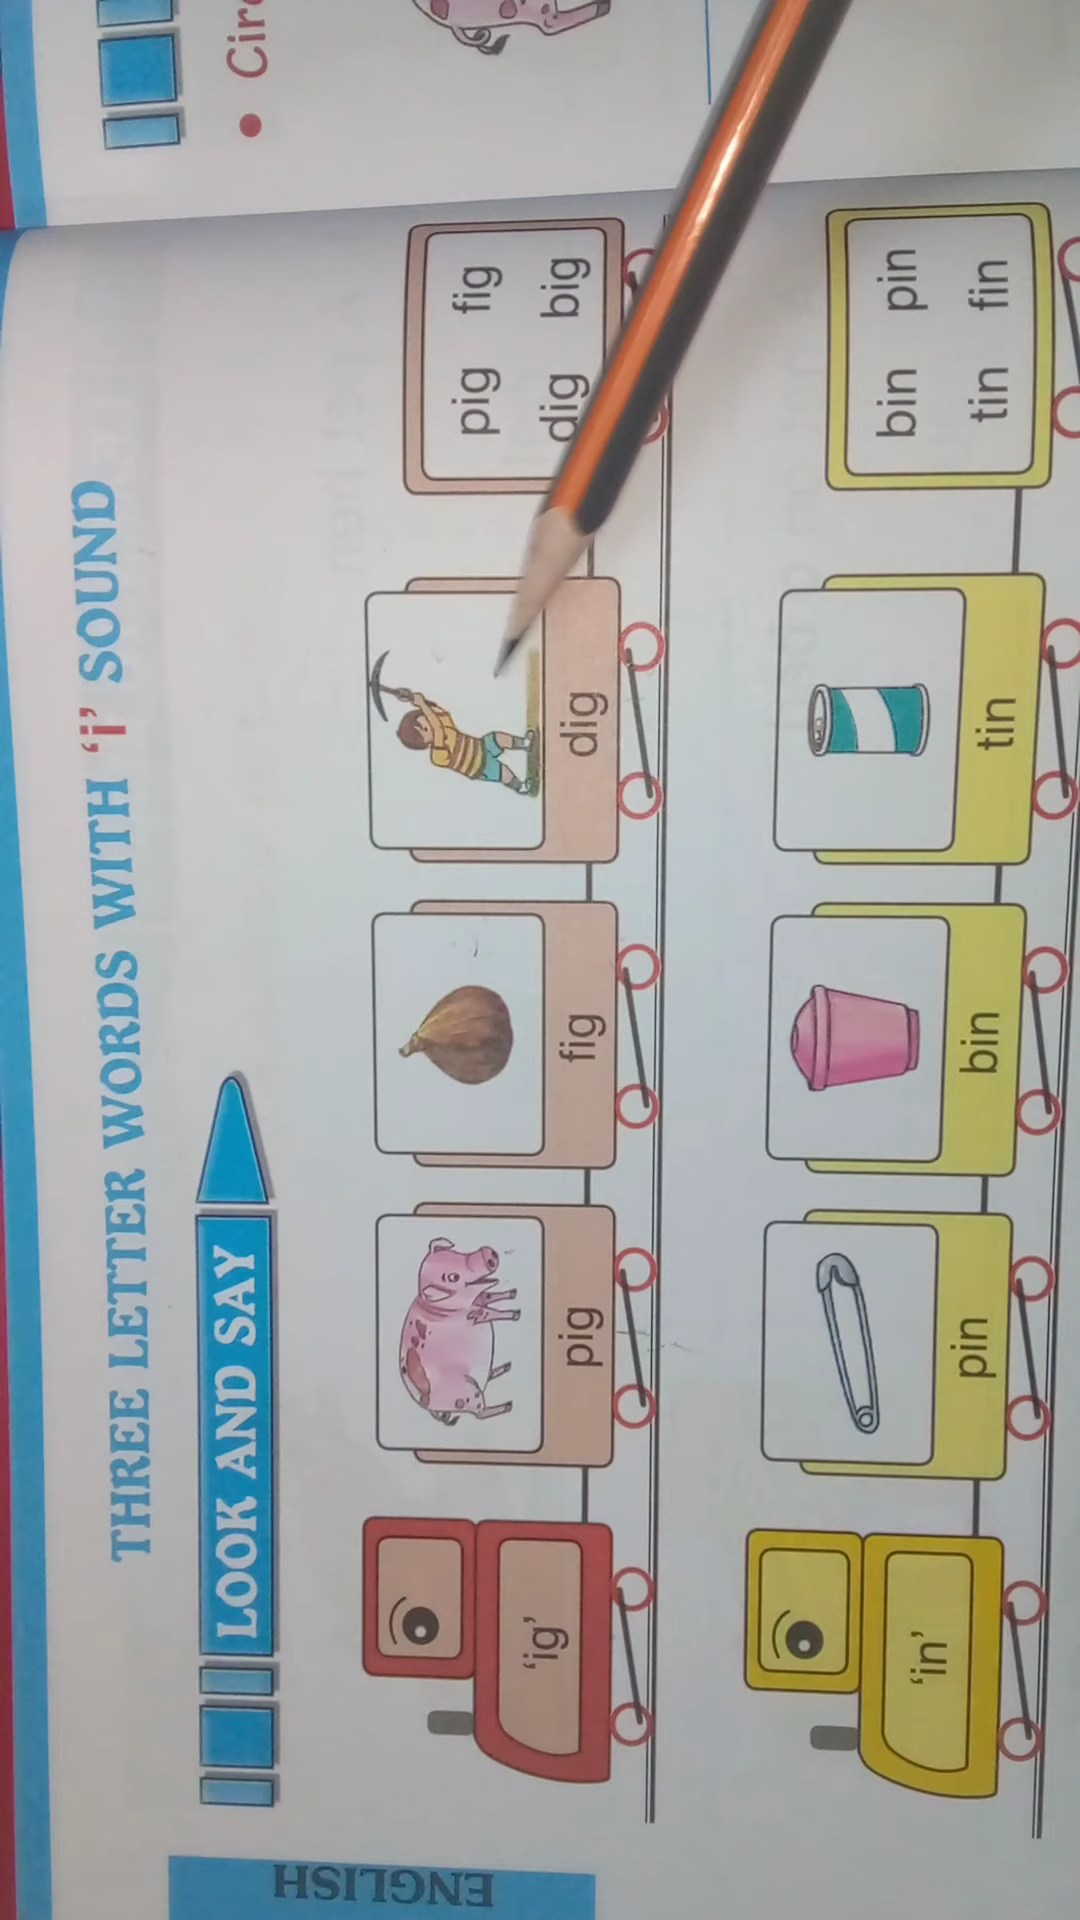 THREE LETTER WORDS WITH 'i' SOUND
LOOK AND SAY
'ig'
pig
fig
dig
pig fig
dig big
'in'
pin
bin
tin
bin pin
tin fin
ENGLISH